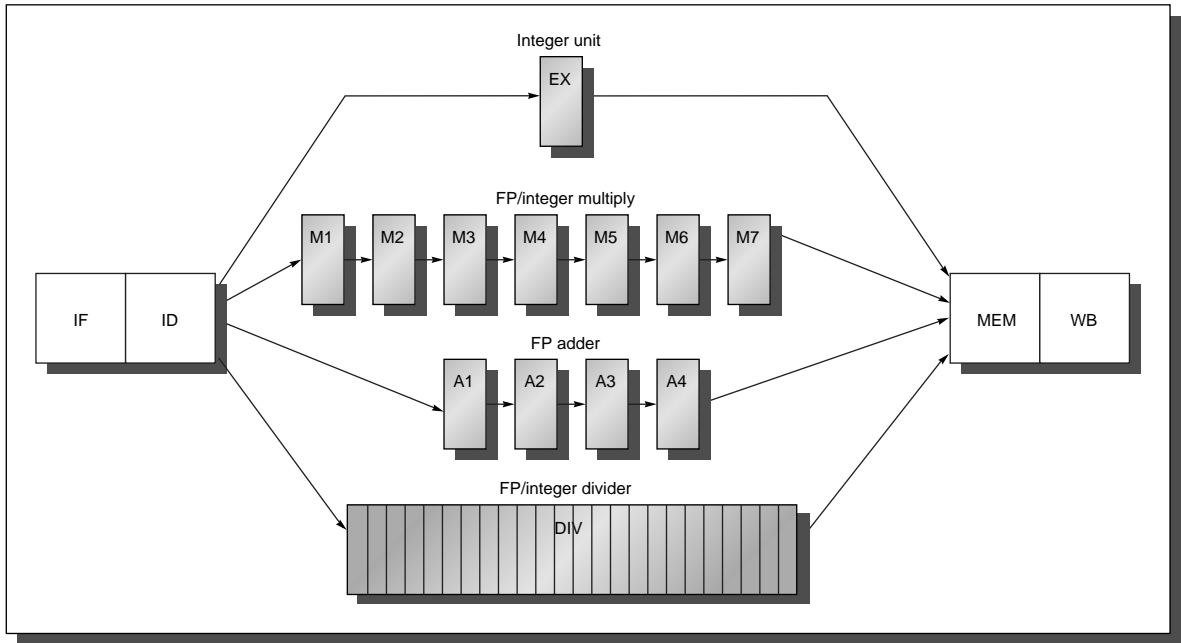 Integer unit
EX
FP/integer multiply
M1 M2 M3 M4 M5 M6 M7
IF ID
MEM WB
FP adder
A1 A2 A3 A4
FP/integer divider
DIV